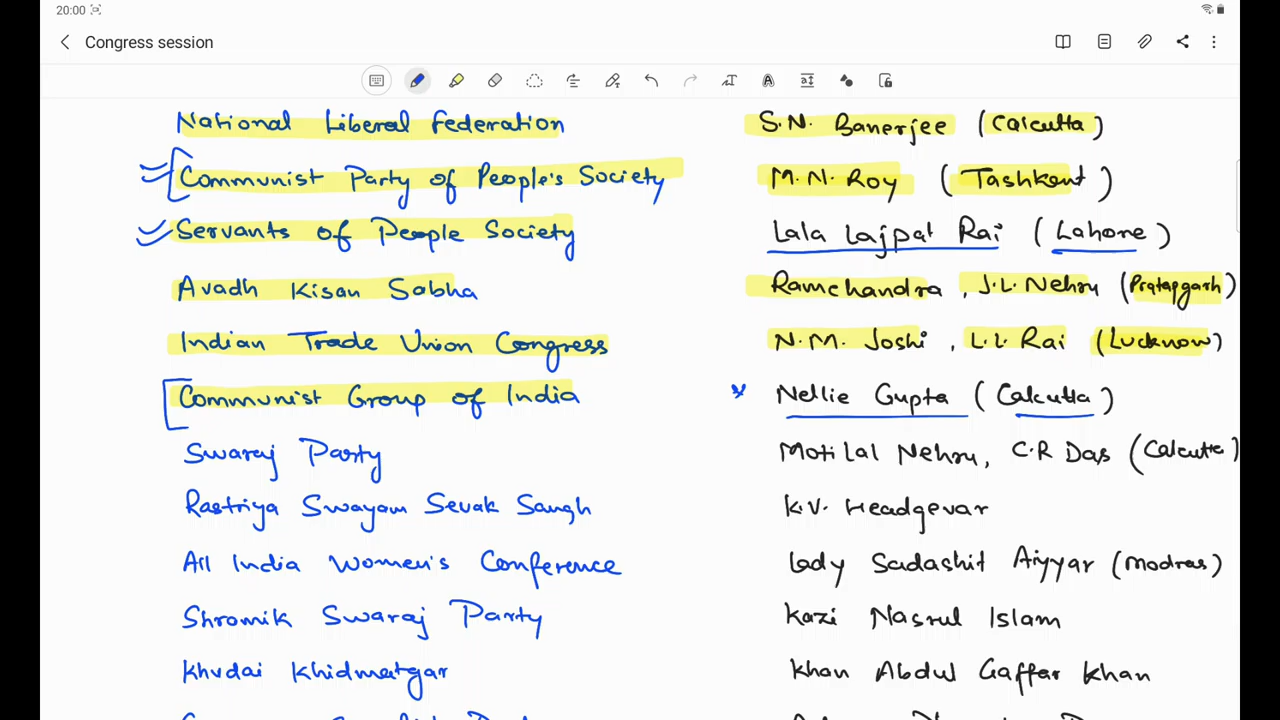 20:00
Congress session
National Liberal Federation S.N. Banerjee (Calcutta)
Communist Party of People's Society M.N. Roy (Tashkent)
Servants of People Society Lala Lajpat Rai (Lahore)
Avadh Kisan Sabha Ramchandra, J.L. Nehru (Pratapgarh)
Indian Trade Union Congress N.M. Joshi, L.L. Rai (Lucknow)
Communist Group of India Nellie Gupta (Calcutta)
Swaraj Party Motilal Nehru, C.R Das (Calcutta)
Rastriya Swayam Sevak Sangh K.V. Headgevar
All India Women's Conference Lady Sadashit Aiyyar (Madras)
Shromik Swaraj Party Kazi Nasrul Islam
Khudai Khidmatgar Khan Abdul Gaffar Khan